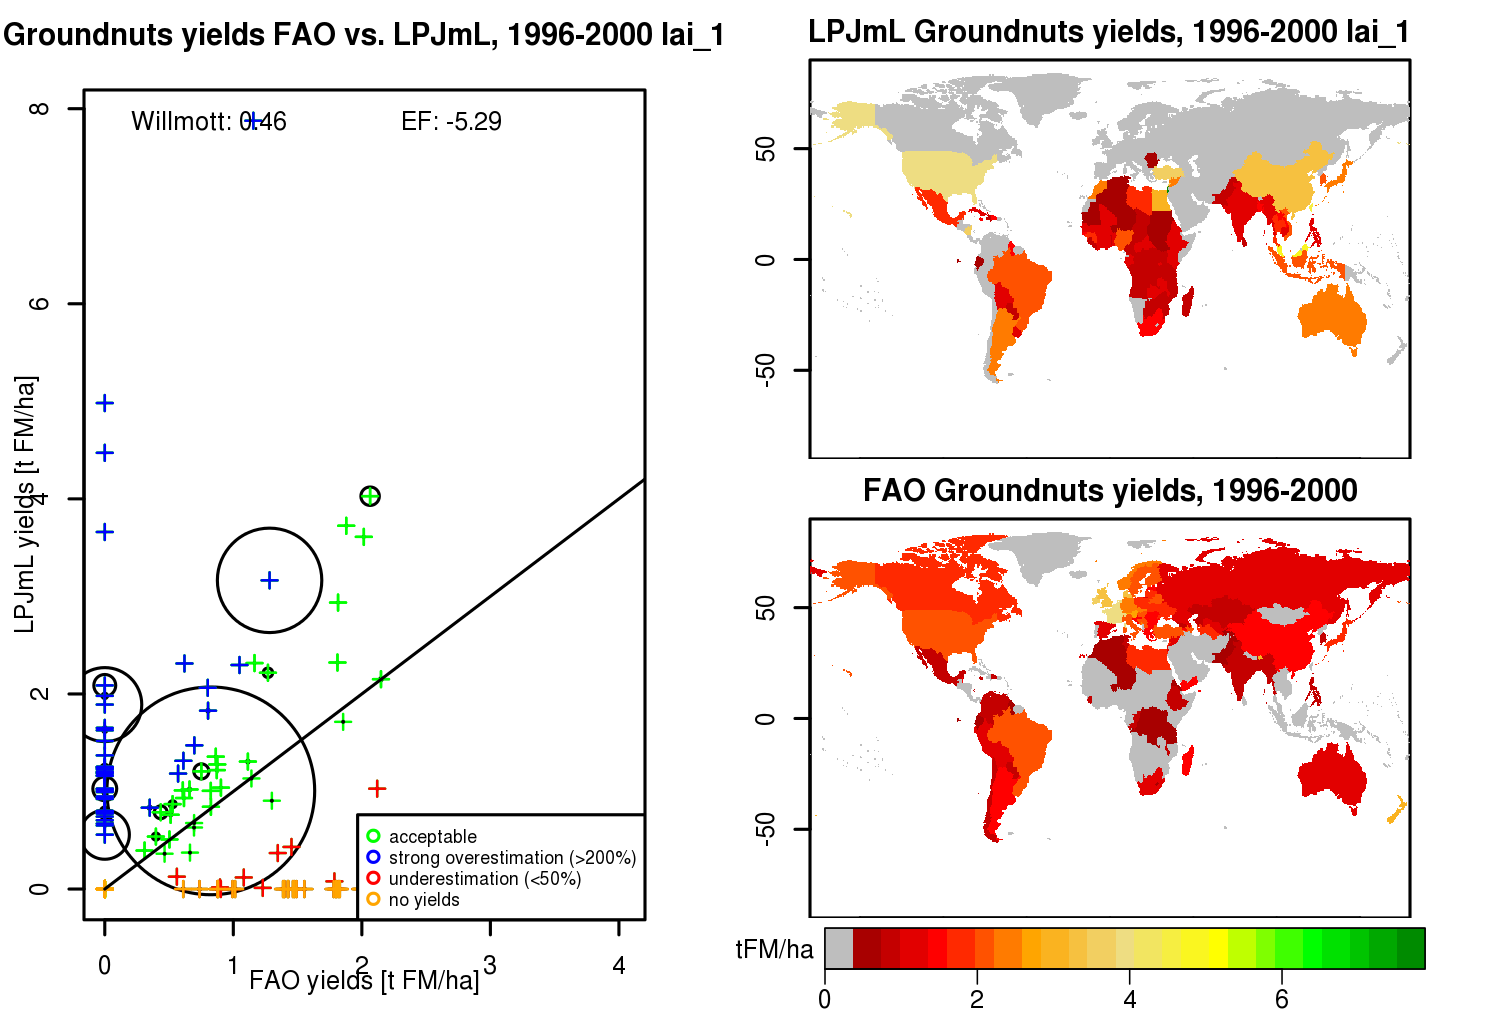 Groundnuts yields FAO vs. LPJmL, 1996-2000 lai_1
Willmott: 0.46
EF: -5.29
LPJmL yields [t FM/ha]
8
6
4
2
0
acceptable
strong overestimation (>200%)
underestimation (<50%)
no yields
0 1 2 3 4
FAO yields [t FM/ha]
LPJmL Groundnuts yields, 1996-2000 lai_1
50
0
-50
FAO Groundnuts yields, 1996-2000
50
0
-50
tFM/ha
0 2 4 6